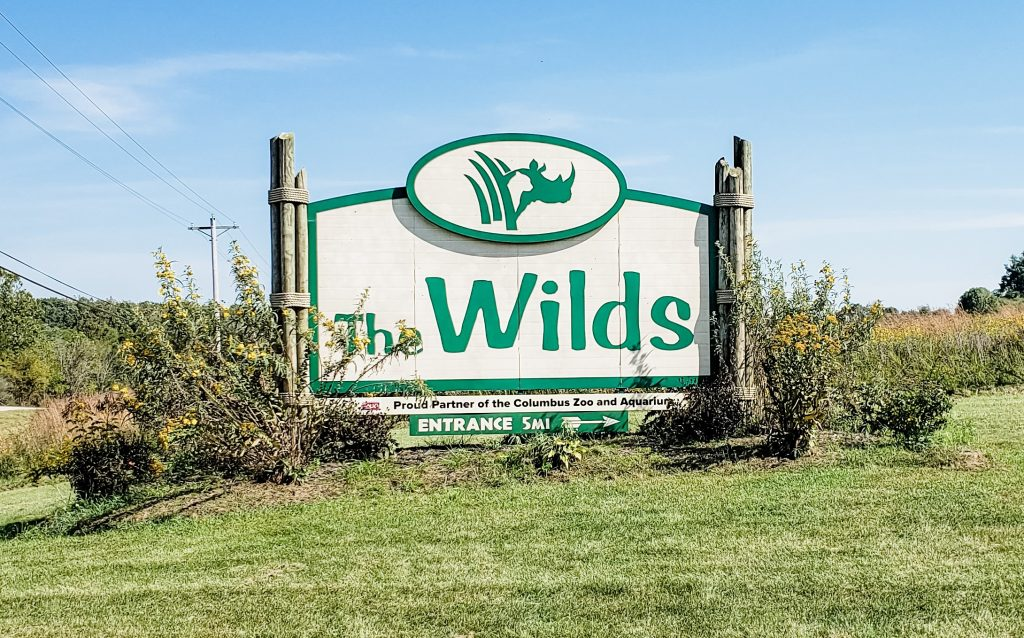 The Wilds
Proud Partner of the Columbus Zoo and Aquarium
ENTRANCE 5MI